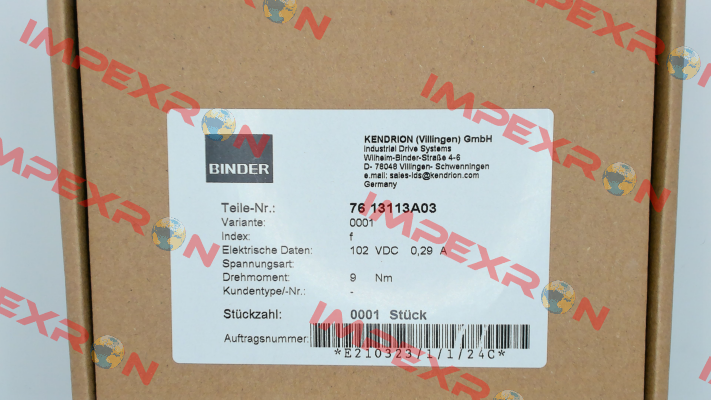 IMPEXRON
IMPEXRON
IMPEXRON
IMPEXRON
IMPEXRON
BINDER
KENDRION (Villingen) GmbH
Industrial Drive Systems
Wilhelm-Binder-Straße 4-6
D- 78048 Villingen- Schwenningen
e.mail: sales-ids@kendrion.com
Germany
Teile-Nr.: 76 13113A03
Variante: 0001
Index: f
Elektrische Daten: 102 VDC 0,29 A
Spannungsart:
Drehmoment: 9 Nm
Kundentype/-Nr.: -
Stückzahl: 0001 Stück
Auftragsnummer:
*E210323/1/1/24C*